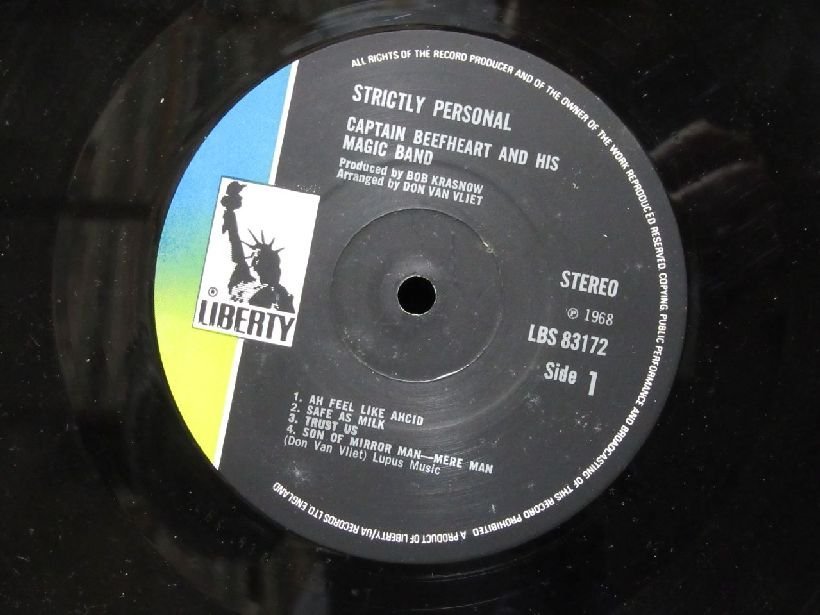 ALL RIGHTS OF THE RECORD PRODUCER AND OF THE OWNER OF THE WORK REPRODUCED RESERVED. COPYING, PUBLIC PERFORMANCE AND BROADCASTING OF THIS RECORD PROHIBITED. A PRODUCT OF LIBERTY/UA RECORDS LTD ENGLAND
STRICTLY PERSONAL
CAPTAIN BEEFHEART AND HIS
MAGIC BAND
Produced by BOB KRASNOW
Arranged by DON VAN VLIET
® LIBERTY
STEREO
℗ 1968
LBS 83172
Side 1
1. AH FEEL LIKE AHCID
2. SAFE AS MILK
3. TRUST US
4. SON OF MIRROR MAN—MERE MAN
(Don Van Vliet) Lupus Music